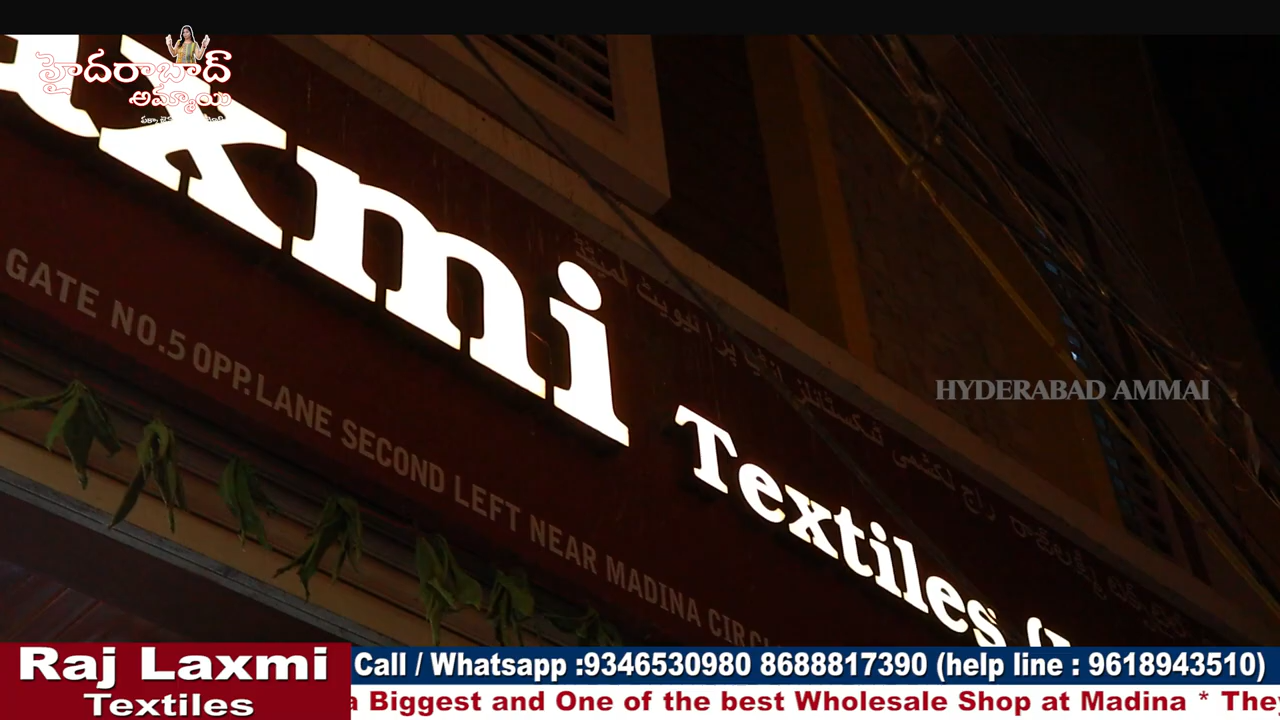 హైదరాబాద్
అమ్మాయి
axmi
Textiles
GATE NO.5 OPP.LANE SECOND LEFT NEAR MADINA CIRCL
HYDERABAD AMMAI
Raj Laxmi
Textiles
Call / Whatsapp :9346530980 8688817390 (help line : 9618943510)
a Biggest and One of the best Wholesale Shop at Madina * They